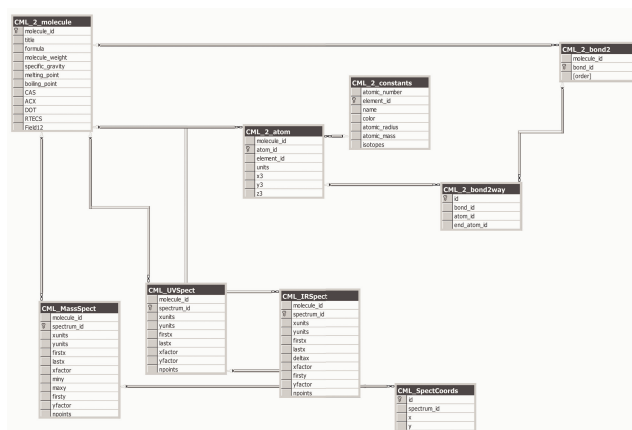 CML_2_molecule
molecule_id
title
formula
molecule_weight
specific_gravity
melting_point
boiling_point
CAS
ACX
DOT
RTECS
Field12
CML_2_bond2
molecule_id
bond_id
[order]
CML_2_constants
atomic_number
element_id
name
color
atomic_radius
atomic_mass
isotopes
CML_2_atom
molecule_id
atom_id
element_id
units
x3
y3
z3
CML_2_bond2way
id
bond_id
atom_id
end_atom_id
CML_UVSpect
molecule_id
spectrum_id
xunits
yunits
firstx
lastx
xfactor
yfactor
npoints
CML_IRSpect
molecule_id
spectrum_id
xunits
yunits
firstx
lastx
deltax
xfactor
firsty
yfactor
npoints
CML_MassSpect
molecule_id
spectrum_id
xunits
yunits
firstx
lastx
xfactor
miny
maxy
firsty
yfactor
npoints
CML_SpectCoords
id
spectrum_id
x
y